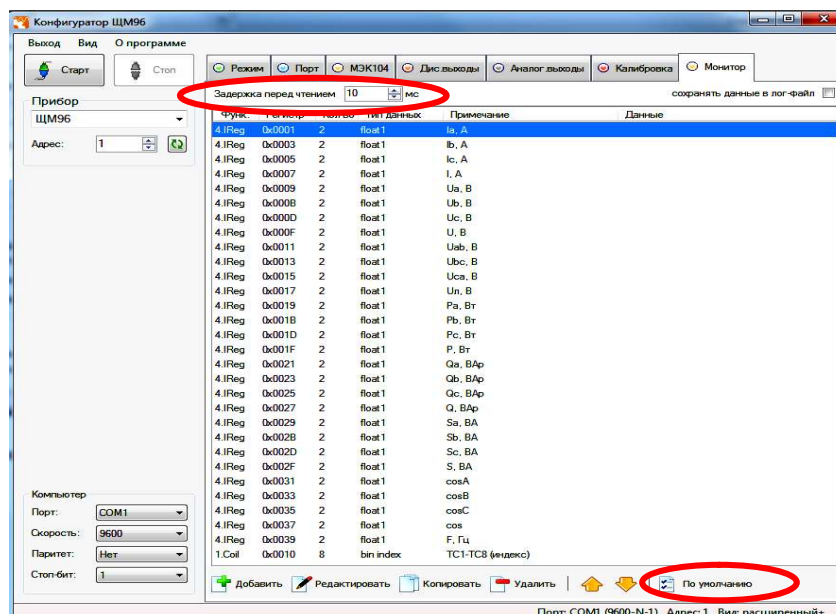 Конфигуратор ЩМ96
Выход Вид О программе
Старт Стоп
Режим Порт МЭК104 Дис.выходы Аналог.выходы Калибровка Монитор
Прибор
ЩМ96
Адрес: 1
Задержка перед чтением 10 мс сохранять данные в лог-файл
Функ. Регистр Кол-во Тип данных Примечание Данные
4.IReg 0x0001 2 float1 Ia, A
4.IReg 0x0003 2 float1 Ib, A
4.IReg 0x0005 2 float1 Ic, A
4.IReg 0x0007 2 float1 I, A
4.IReg 0x0009 2 float1 Ua, В
4.IReg 0x000B 2 float1 Ub, В
4.IReg 0x000D 2 float1 Uc, В
4.IReg 0x000F 2 float1 U, В
4.IReg 0x0011 2 float1 Uab, В
4.IReg 0x0013 2 float1 Ubc, В
4.IReg 0x0015 2 float1 Uca, В
4.IReg 0x0017 2 float1 Uл, В
4.IReg 0x0019 2 float1 Pa, Вт
4.IReg 0x001B 2 float1 Pb, Вт
4.IReg 0x001D 2 float1 Pc, Вт
4.IReg 0x001F 2 float1 P, Вт
4.IReg 0x0021 2 float1 Qa, ВАр
4.IReg 0x0023 2 float1 Qb, ВАр
4.IReg 0x0025 2 float1 Qc, ВАр
4.IReg 0x0027 2 float1 Q, ВАр
4.IReg 0x0029 2 float1 Sa, ВА
4.IReg 0x002B 2 float1 Sb, ВА
4.IReg 0x002D 2 float1 Sc, ВА
4.IReg 0x002F 2 float1 S, ВА
4.IReg 0x0031 2 float1 cosA
4.IReg 0x0033 2 float1 cosB
4.IReg 0x0035 2 float1 cosC
4.IReg 0x0037 2 float1 cos
4.IReg 0x0039 2 float1 F, Гц
1.Coil 0x0010 8 bin index ТС1-ТС8 (индекс)
Компьютер
Порт: COM1
Скорость: 9600
Паритет: Нет
Стоп-бит: 1
Добавить Редактировать Копировать Удалить По умолчанию
Порт: COM1 (9600-N-1) Адрес: 1 Вид: расширенный+